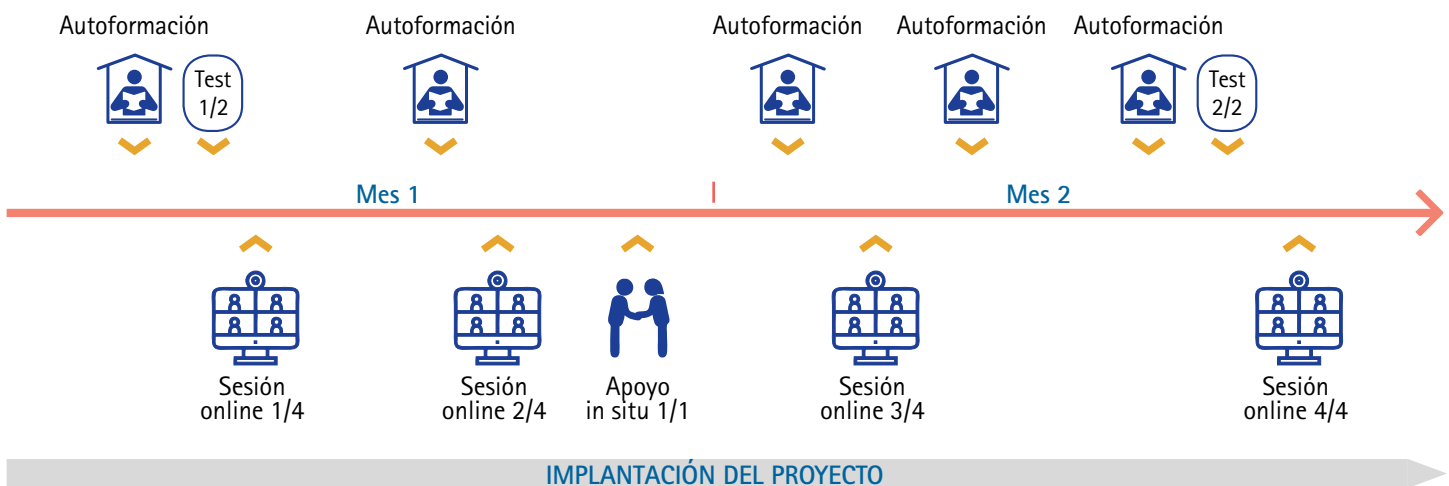 Autoformación
Autoformación
Autoformación
Autoformación
Autoformación
Test
1/2
Test
2/2
Mes 1
Mes 2
Sesión
online 1/4
Sesión
online 2/4
Apoyo
in situ 1/1
Sesión
online 3/4
Sesión
online 4/4
IMPLANTACIÓN DEL PROYECTO